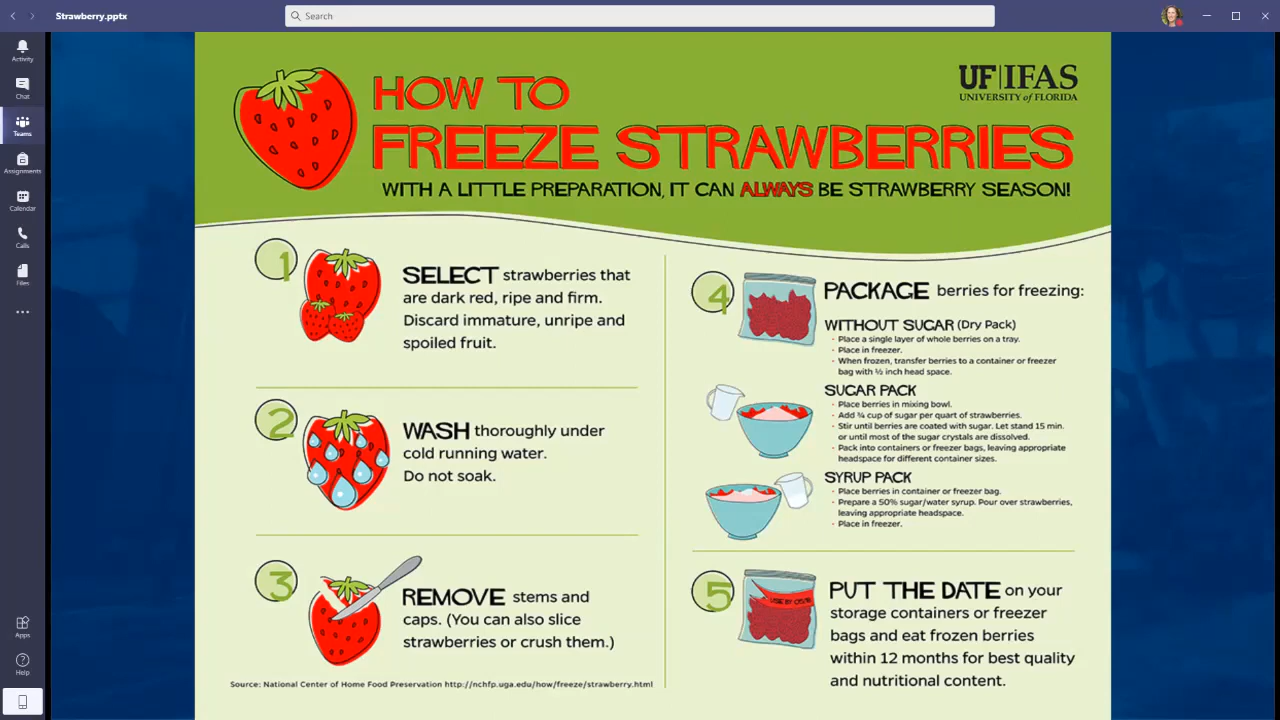 Strawberry.pptx
Search
Activity
Chat
Teams
Assignments
Calendar
Calls
Files
Apps
Help
UF|IFAS
UNIVERSITY of FLORIDA
HOW TO
FREEZE STRAWBERRIES
WITH A LITTLE PREPARATION, IT CAN ALWAYS BE STRAWBERRY SEASON!
1
SELECT strawberries that
are dark red, ripe and firm.
Discard immature, unripe and
spoiled fruit.
2
WASH thoroughly under
cold running water.
Do not soak.
3
REMOVE stems and
caps. (You can also slice
strawberries or crush them.)
Source: National Center of Home Food Preservation http://nchfp.uga.edu/how/freeze/strawberry.html
4
PACKAGE berries for freezing:
WITHOUT SUGAR (Dry Pack)
- Place a single layer of whole berries on a tray.
- Place in freezer.
- When frozen, transfer berries to a container or freezer
bag with ½ inch head space.
SUGAR PACK
- Place berries in mixing bowl.
- Add ¾ cup of sugar per quart of strawberries.
- Stir until berries are coated with sugar. Let stand 15 min.
or until most of the sugar crystals are dissolved.
- Pack into containers or freezer bags, leaving appropriate
headspace for different container sizes.
SYRUP PACK
- Place berries in container or freezer bag.
- Prepare a 50% sugar/water syrup. Pour over strawberries,
leaving appropriate headspace.
- Place in freezer.
5
PUT THE DATE on your
storage containers or freezer
bags and eat frozen berries
within 12 months for best quality
and nutritional content.